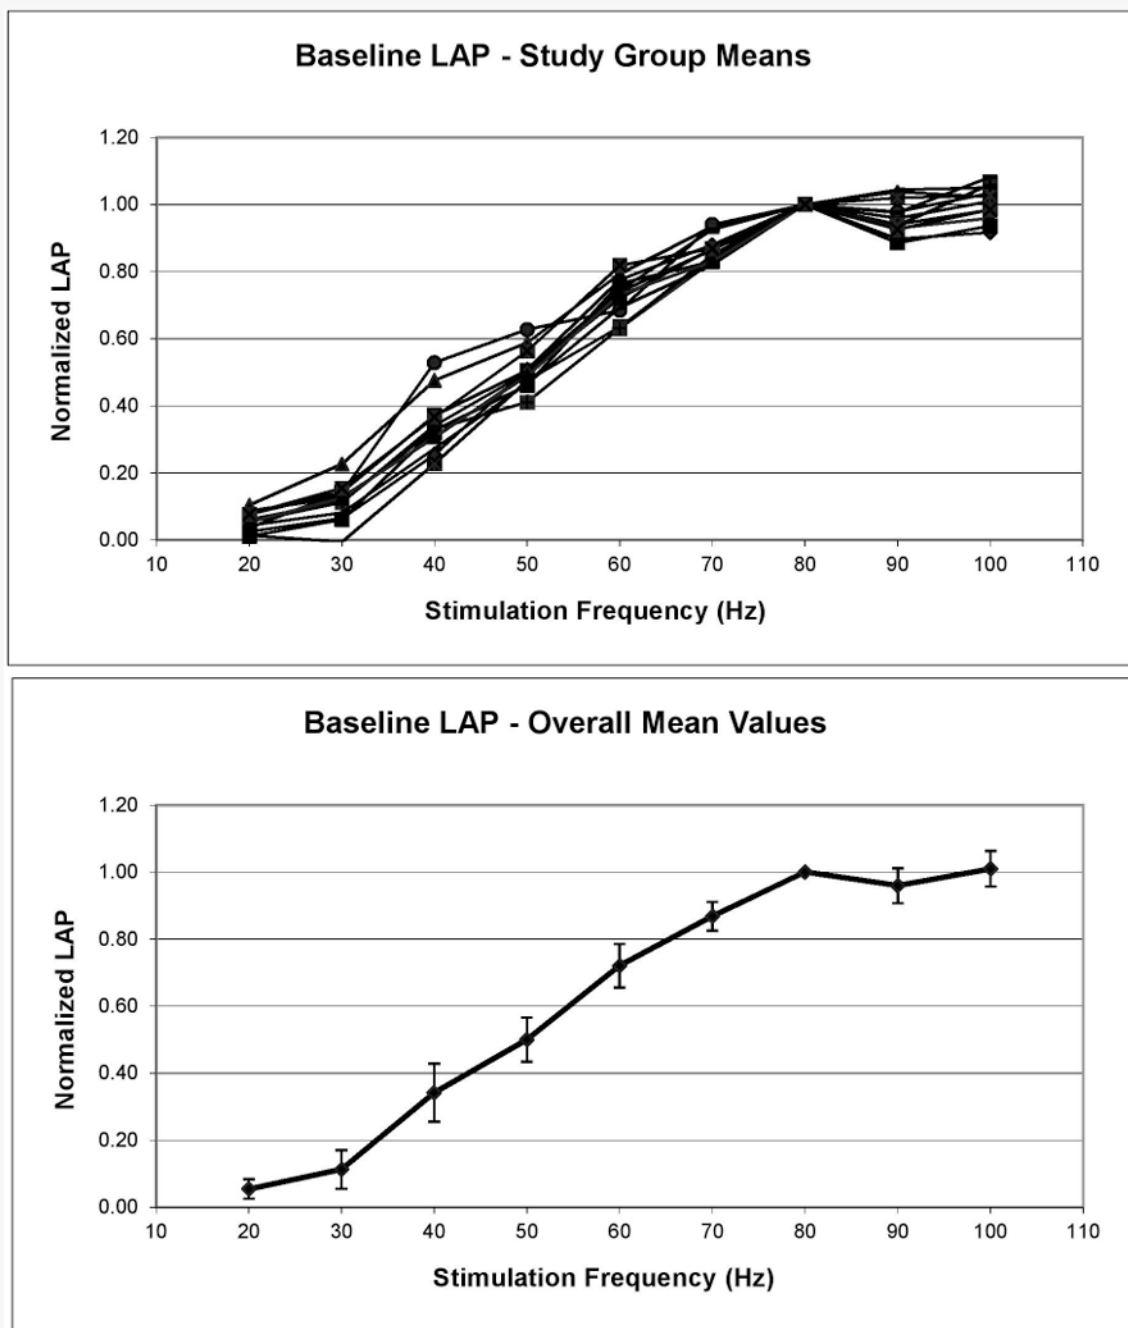 Baseline LAP - Study Group Means
1.20
1.00
0.80
0.60
0.40
0.20
0.00
Normalized LAP
10 20 30 40 50 60 70 80 90 100 110
Stimulation Frequency (Hz)
Baseline LAP - Overall Mean Values
1.20
1.00
0.80
0.60
0.40
0.20
0.00
Normalized LAP
10 20 30 40 50 60 70 80 90 100 110
Stimulation Frequency (Hz)